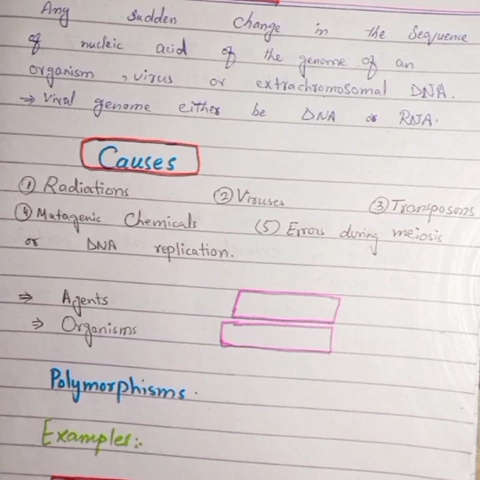 Any sudden change in the Sequence
of nucleic acid of the genome of an
organism, virus or extrachromosomal DNA.
→ Viral genome either be DNA or RNA.
Causes
① Radiations ② Viruses ③ Transposons
④ Matagenic Chemicals (5) Errors during meiosis
or DNA replication.
⇒ Agents
⇒ Organisms
Polymorphisms.
Examples:-